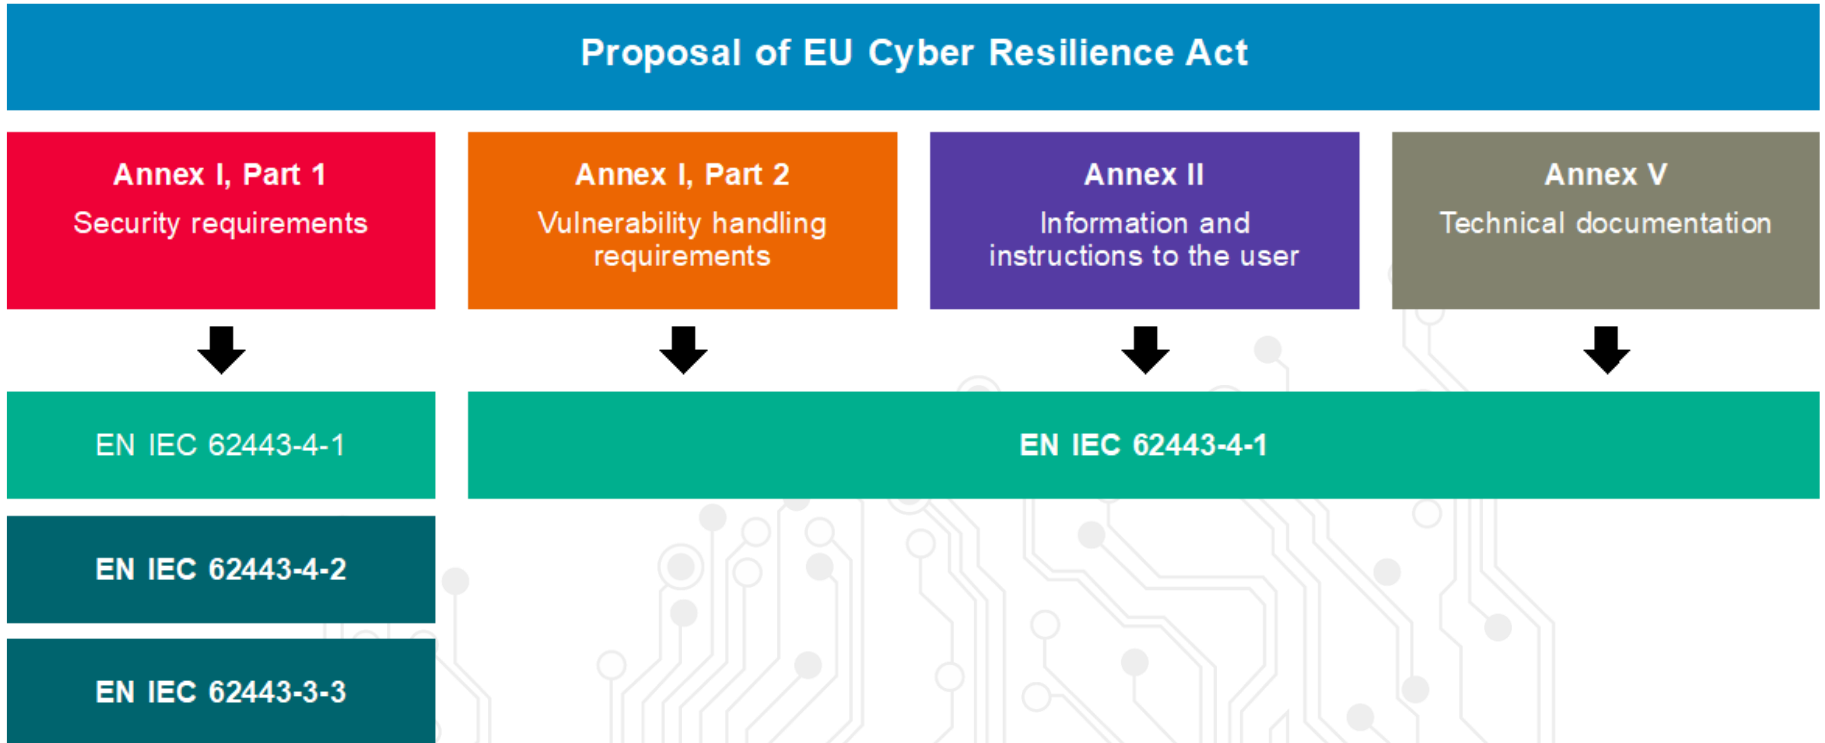 Proposal of EU Cyber Resilience Act
Annex I, Part 1
Security requirements
Annex I, Part 2
Vulnerability handling
requirements
Annex II
Information and
instructions to the user
Annex V
Technical documentation
EN IEC 62443-4-1
EN IEC 62443-4-1
EN IEC 62443-4-2
EN IEC 62443-3-3